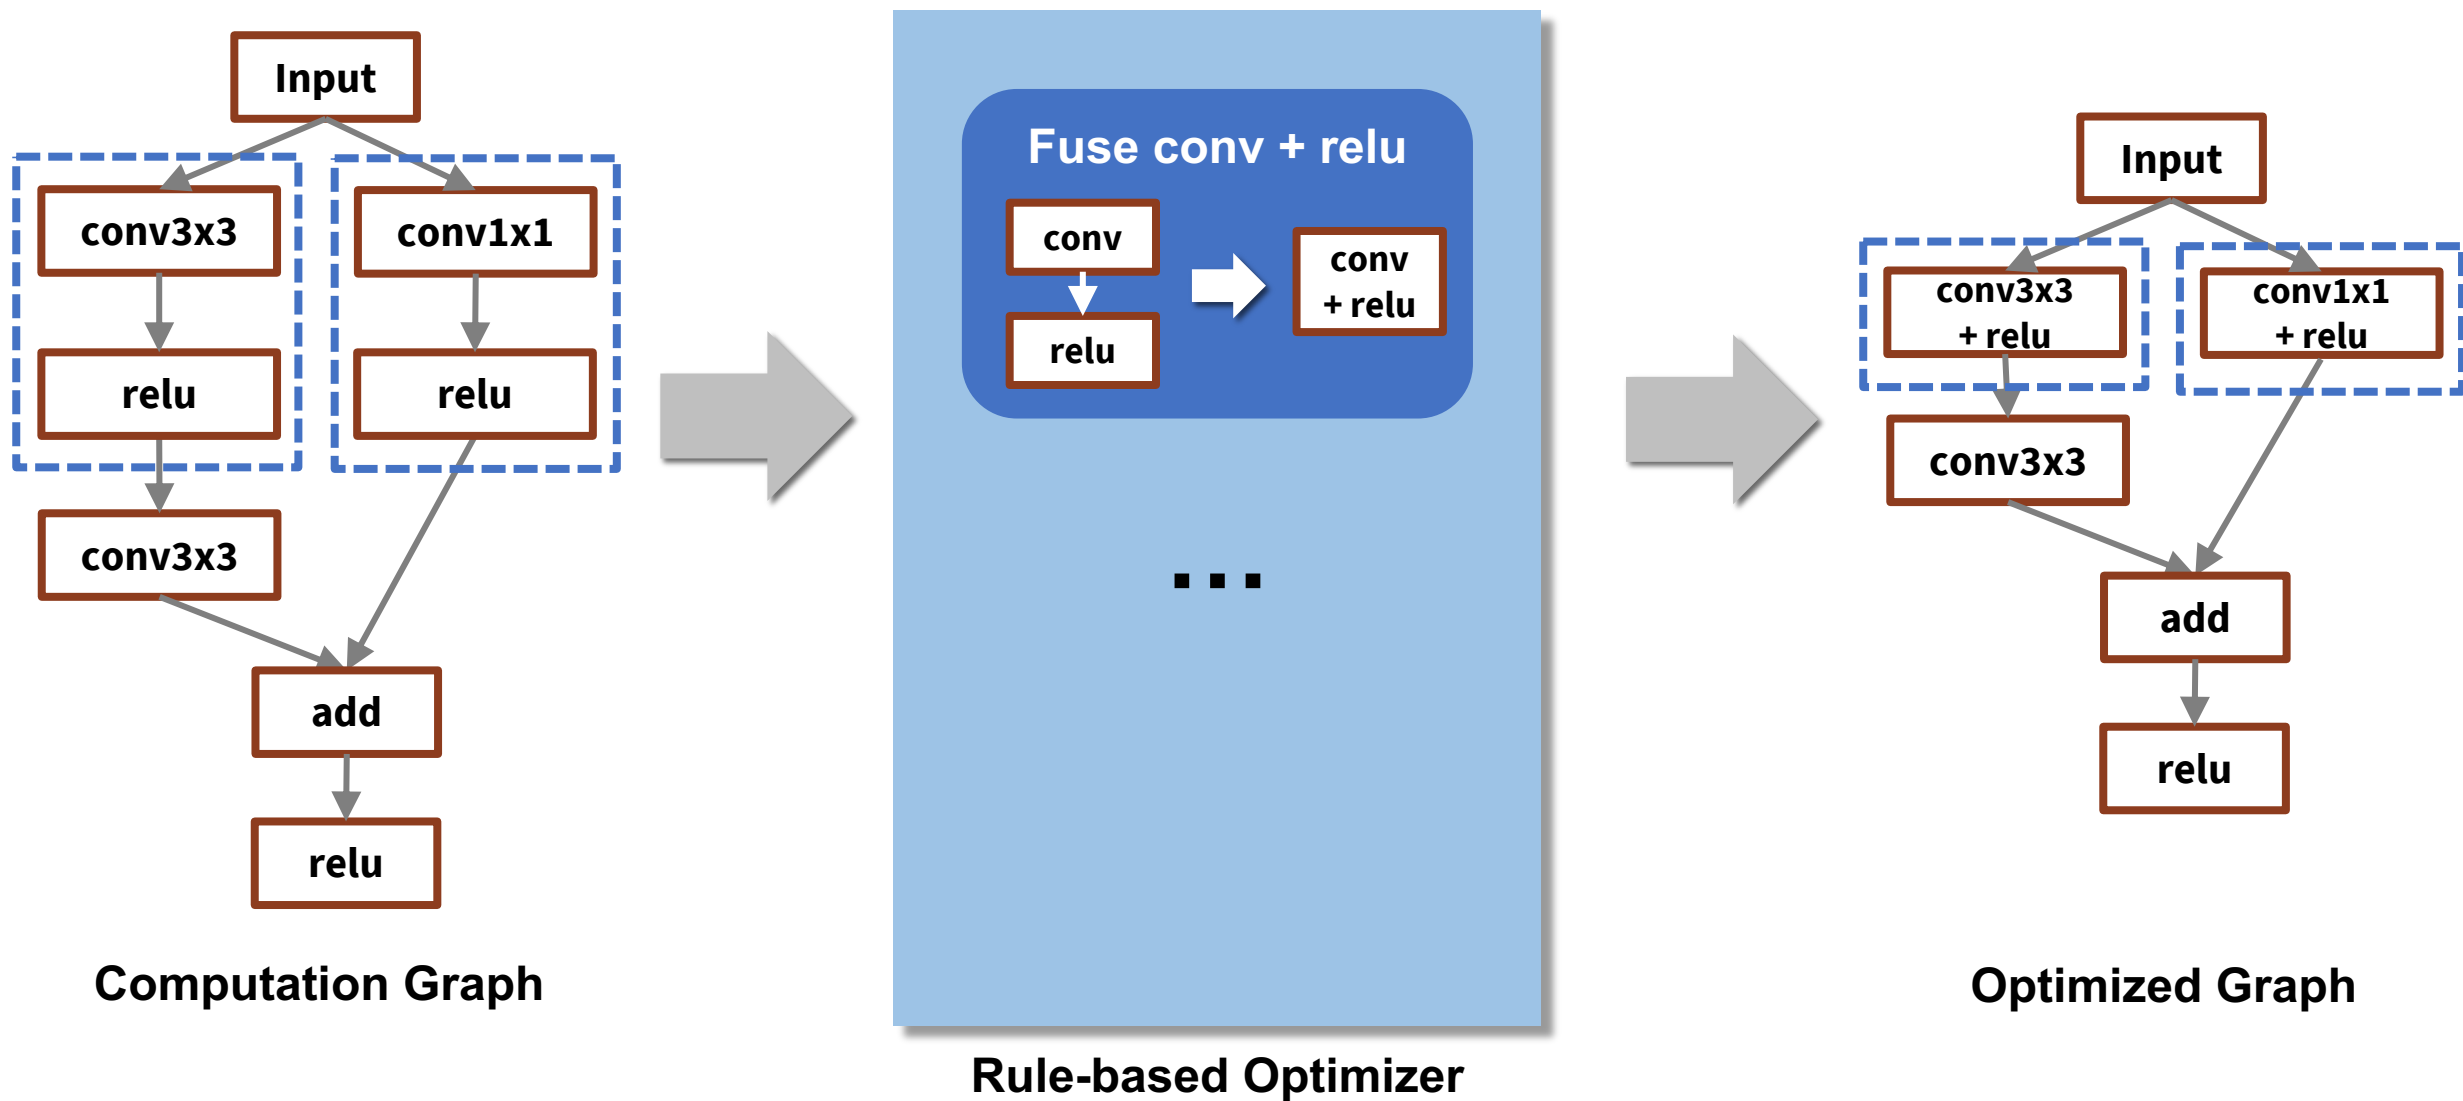 Input
conv3x3
conv1x1
relu
relu
conv3x3
add
relu
Computation Graph
Fuse conv + relu
conv
relu
conv
+ relu
...
Rule-based Optimizer
Input
conv3x3
+ relu
conv1x1
+ relu
conv3x3
add
relu
Optimized Graph